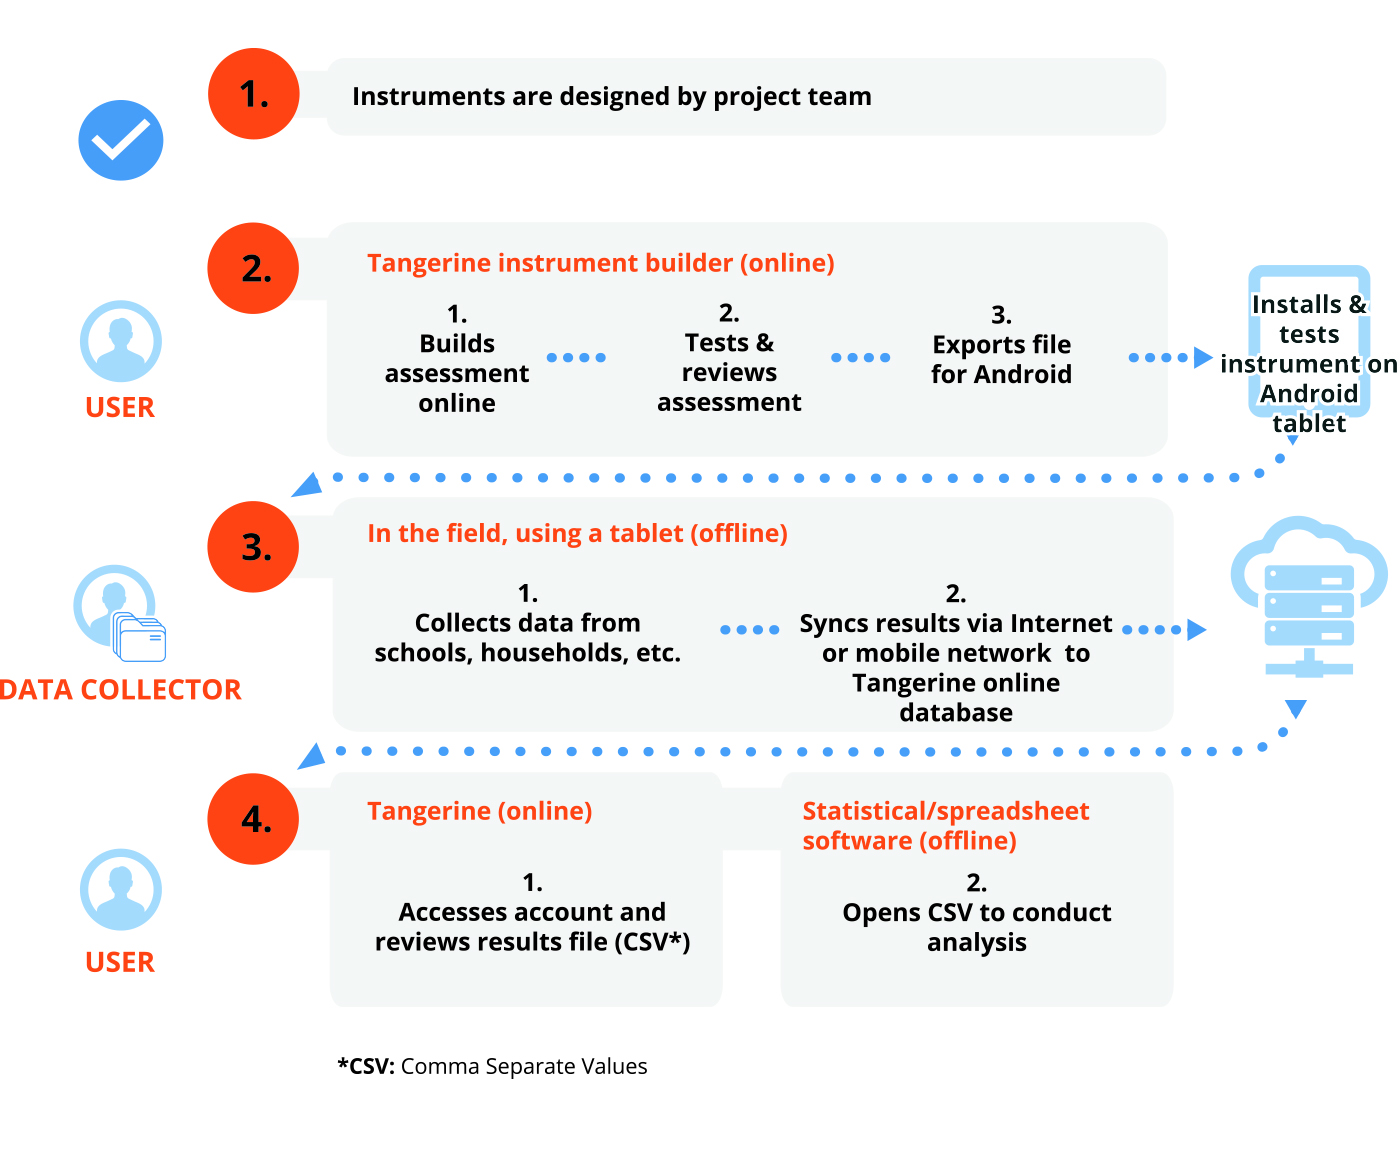 1.
Instruments are designed by project team
2.
Tangerine instrument builder (online)
USER
1.
Builds
assessment
online
2.
Tests &
reviews
assessment
3.
Exports file
for Android
Installs &
tests
instrument on
Android
tablet
3.
In the field, using a tablet (offline)
DATA COLLECTOR
1.
Collects data from
schools, households, etc.
2.
Syncs results via Internet
or mobile network  to
Tangerine online
database
4.
USER
Tangerine (online)
1.
Accesses account and
reviews results file (CSV*)
Statistical/spreadsheet
software (offline)
2.
Opens CSV to conduct
analysis
*CSV: Comma Separate Values